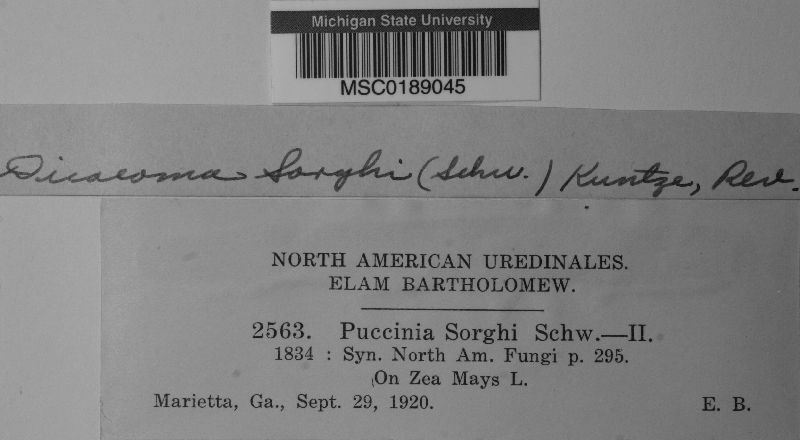 Michigan State University
MSC0189045
Dicaeoma Sorghi (Schw.) Kuntze, Rev.
NORTH AMERICAN UREDINALES.
ELAM BARTHOLOMEW.
2563. Puccinia Sorghi Schw.—II.
1834 : Syn. North Am. Fungi p. 295.
On Zea Mays L.
Marietta, Ga., Sept. 29, 1920. E. B.